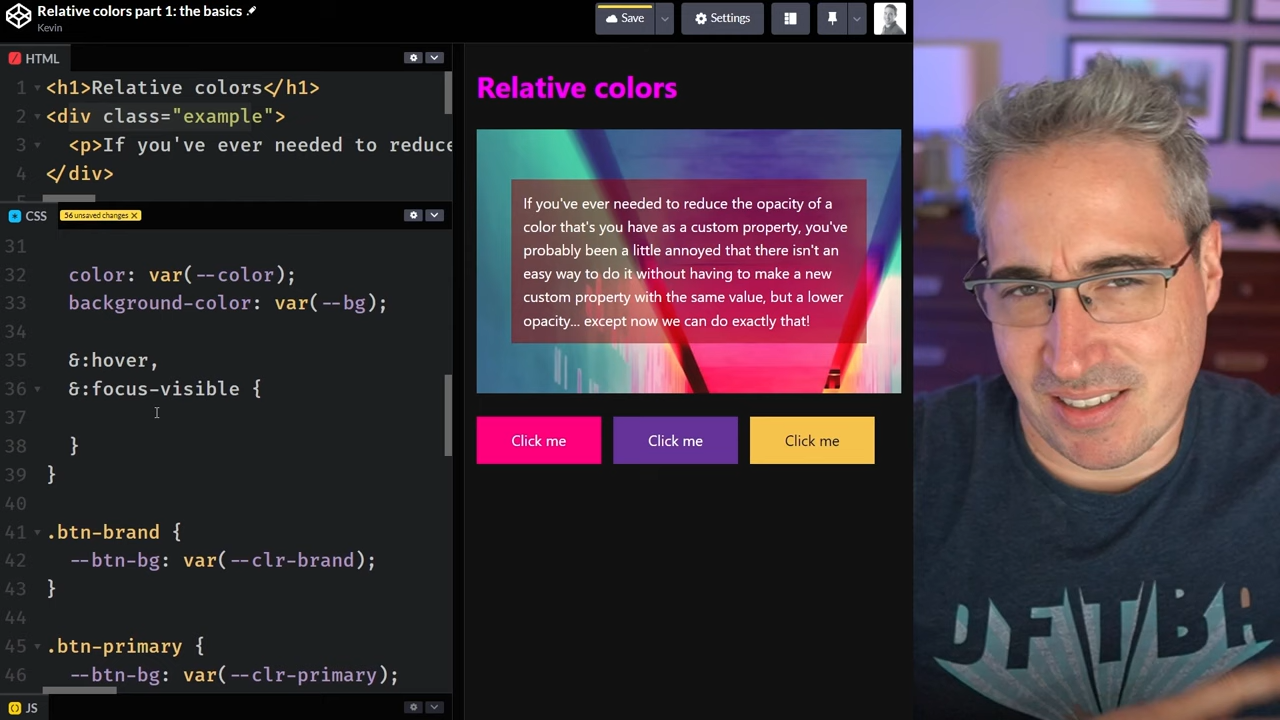 Relative colors part 1: the basics
Kevin
Save
Settings
HTML
1 <h1>Relative colors</h1>
2 <div class="example">
3 <p>If you've ever needed to reduce
4 </div>
5
CSS 56 unsaved changes X
31
32 color: var(--color);
33 background-color: var(--bg);
34
35 &:hover,
36 &:focus-visible {
37
38 }
39 }
40
41 .btn-brand {
42 --btn-bg: var(--clr-brand);
43 }
44
45 .btn-primary {
46 --btn-bg: var(--clr-primary);
JS
Relative colors
If you've ever needed to reduce the opacity of a
color that's you have as a custom property, you've
probably been a little annoyed that there isn't an
easy way to do it without having to make a new
custom property with the same value, but a lower
opacity... except now we can do exactly that!
Click me Click me Click me
DFTBA